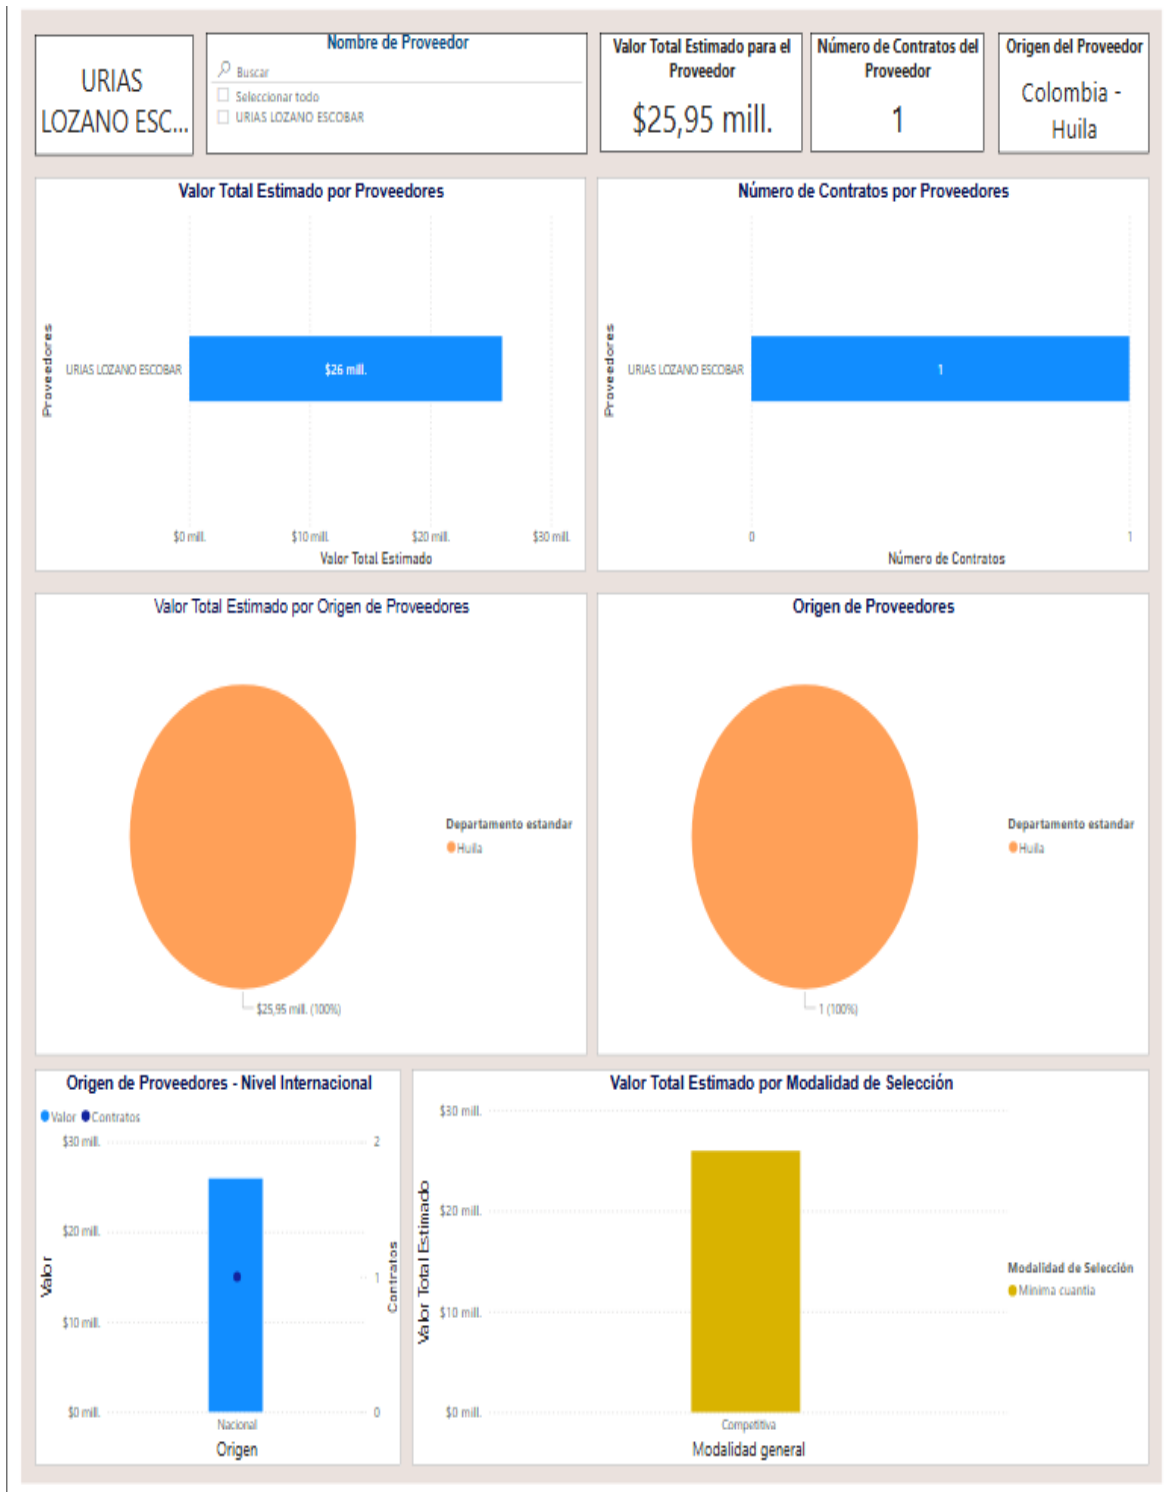 URIAS
LOZANO ESC...
Nombre de Proveedor
Buscar
Seleccionar todo
URIAS LOZANO ESCOBAR
Valor Total Estimado para el
Proveedor
$25,95 mill.
Número de Contratos del
Proveedor
1
Origen del Proveedor
Colombia -
Huila
Valor Total Estimado por Proveedores
Proveedores
URIAS LOZANO ESCOBAR
$26 mill.
$0 mill.
$10 mill.
$20 mill.
$30 mill.
Valor Total Estimado
Número de Contratos por Proveedores
Proveedores
URIAS LOZANO ESCOBAR
1
0
1
Número de Contratos
Valor Total Estimado por Origen de Proveedores
Departamento estandar
Huila
$25,95 mill. (100%)
Origen de Proveedores
Departamento estandar
Huila
1 (100%)
Origen de Proveedores - Nivel Internacional
Valor Contratos
$30 mill.
$20 mill.
$10 mill.
$0 mill.
Valor
2
1
0
Contratos
Nacional
Origen
Valor Total Estimado por Modalidad de Selección
$30 mill.
$20 mill.
$10 mill.
$0 mill.
Valor Total Estimado
Competitiva
Modalidad general
Modalidad de Selección
Mínima cuantía